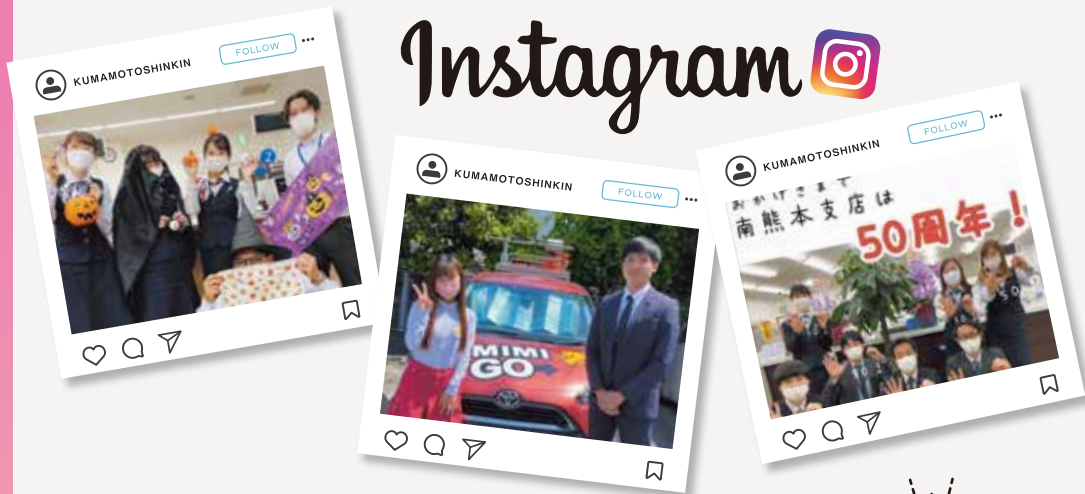 Instagram
KUMAMOTOSHINKIN
FOLLOW
KUMAMOTOSHINKIN
FOLLOW
MIMI
GO
KUMAMOTOSHINKIN
FOLLOW
おかげさまで
南熊本支店は
50周年！